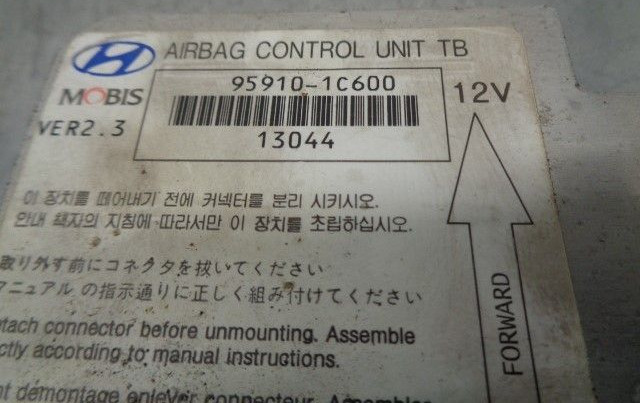 AIRBAG CONTROL UNIT TB
95910-1C600
MOBIS
12V
VER2.3
13044
이 장치를 떼어내기 전에 커넥터를 분리 시키시오.
안내 책자의 지침에 따라서만 이 장치를 조립하십시오.
取り外す前にコネクタを抜いてください
マニュアルの指示通りに正しく組み付けてください
FORWARD
connector before unmounting. Assemble
according to manual instructions.
démontage enlever connecteur.